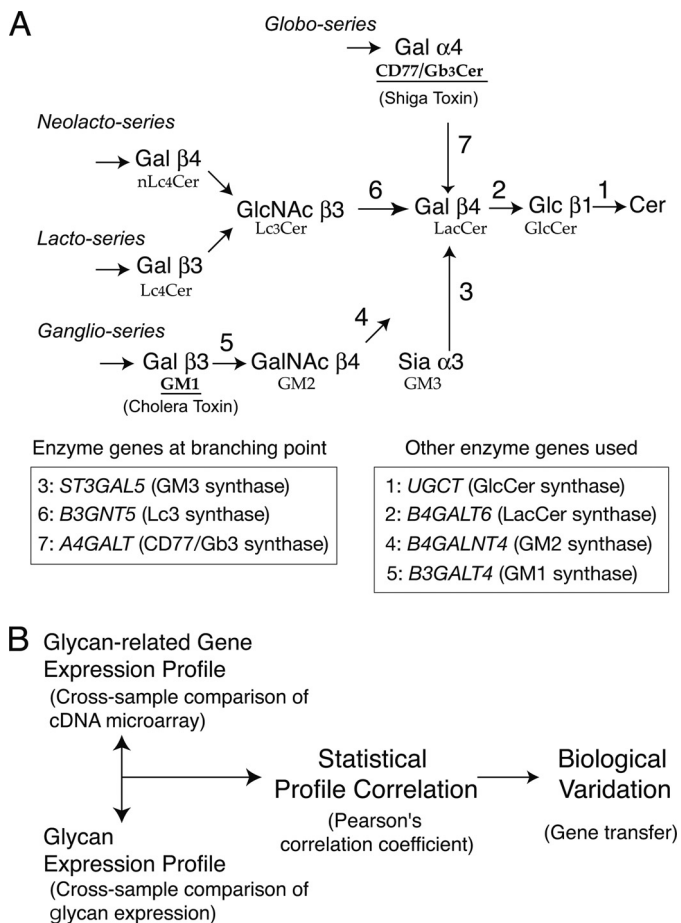 A
Globo-series
Gal α4
CD77/Gb3Cer
(Shiga Toxin)
Neolacto-series
7
Gal β4
nLc4Cer
GlcNAc β3
Lc3Cer
6
Gal β4
LacCer
2
Glc β1
GlcCer
1
Cer
Lacto-series
Gal β3
Lc4Cer
3
Ganglio-series
4
5
Gal β3
GM1
(Cholera Toxin)
GalNAc β4
GM2
Sia α3
GM3
Enzyme genes at branching point
3: ST3GAL5 (GM3 synthase)
6: B3GNT5 (Lc3 synthase)
7: A4GALT (CD77/Gb3 synthase)
Other enzyme genes used
1: UGCT (GlcCer synthase)
2: B4GALT6 (LacCer synthase)
4: B4GALNT4 (GM2 synthase)
5: B3GALT4 (GM1 synthase)
B
Glycan-related Gene
Expression Profile
(Cross-sample comparison of
cDNA microarray)
Statistical
Profile Correlation
(Pearson's
correlation coefficient)
Biological
Varidation
(Gene transfer)
Glycan
Expression Profile
(Cross-sample comparison of
glycan expression)